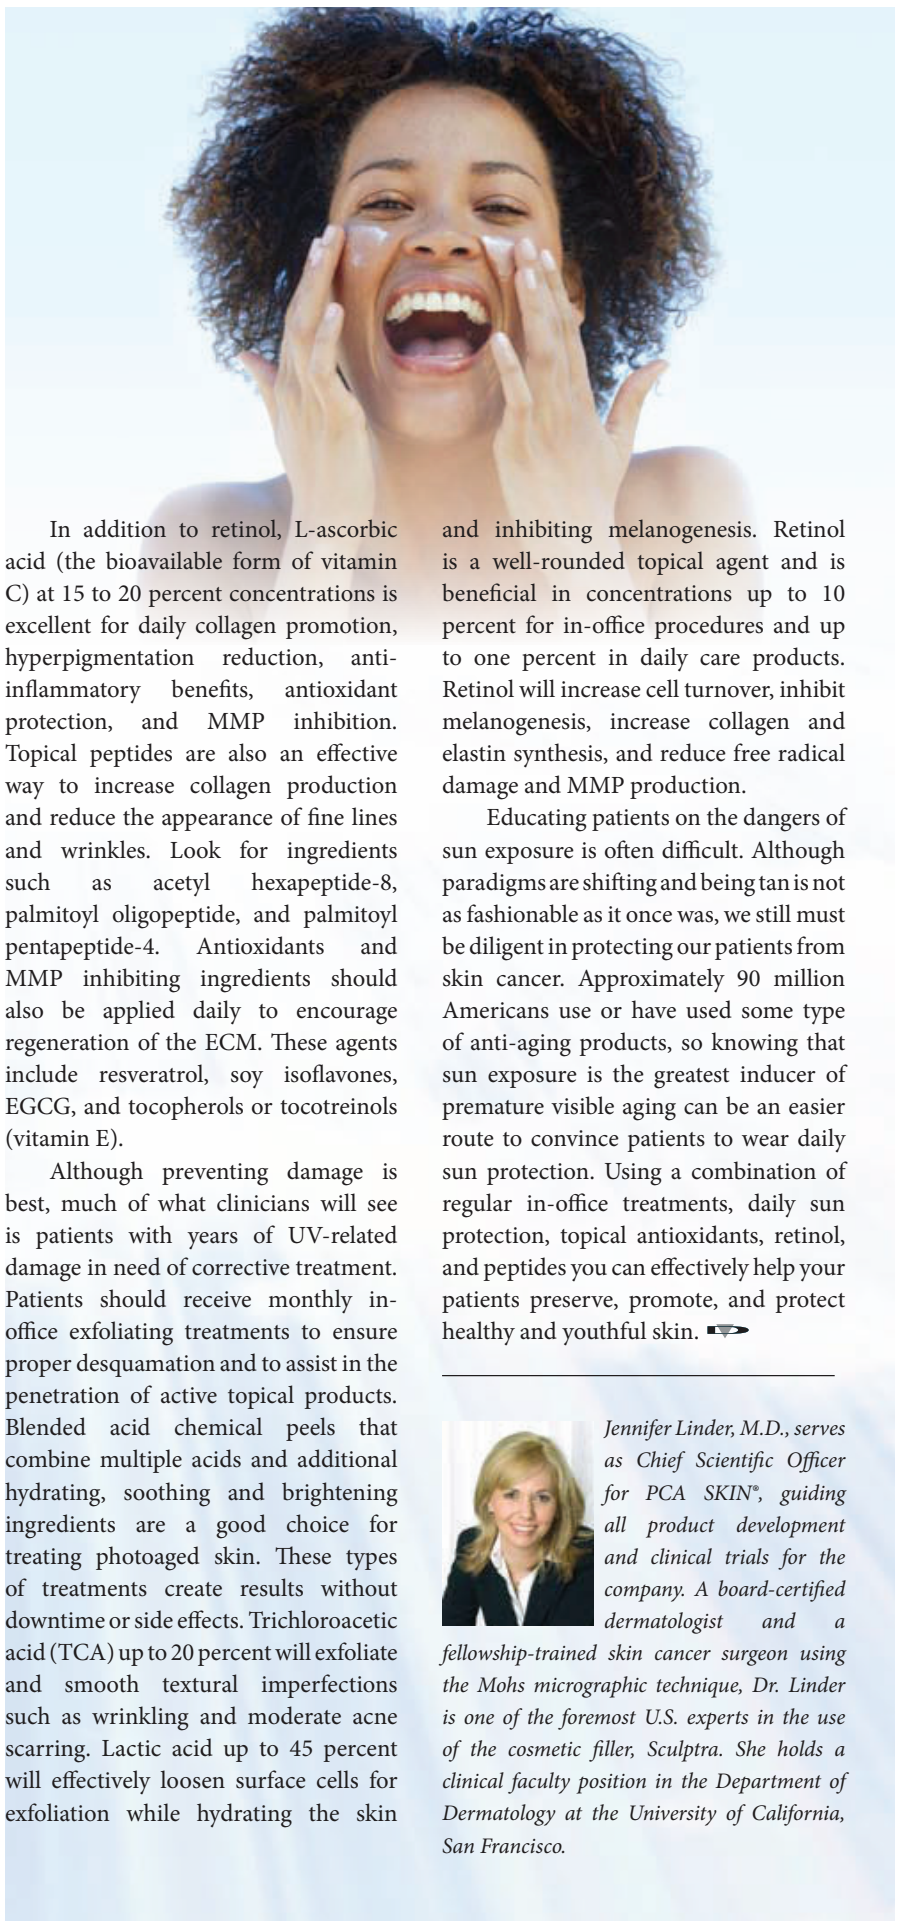 In addition to retinol, L-ascorbic
acid (the bioavailable form of vitamin
C) at 15 to 20 percent concentrations is
excellent for daily collagen promotion,
hyperpigmentation reduction, anti-
inflammatory benefits, antioxidant
protection, and MMP inhibition.
Topical peptides are also an effective
way to increase collagen production
and reduce the appearance of fine lines
and wrinkles. Look for ingredients
such as acetyl hexapeptide-8,
palmitoyl oligopeptide, and palmitoyl
pentapeptide-4. Antioxidants and
MMP inhibiting ingredients should
also be applied daily to encourage
regeneration of the ECM. These agents
include resveratrol, soy isoflavones,
EGCG, and tocopherols or tocotreinols
(vitamin E).
Although preventing damage is
best, much of what clinicians will see
is patients with years of UV-related
damage in need of corrective treatment.
Patients should receive monthly in-
office exfoliating treatments to ensure
proper desquamation and to assist in the
penetration of active topical products.
Blended acid chemical peels that
combine multiple acids and additional
hydrating, soothing and brightening
ingredients are a good choice for
treating photoaged skin. These types
of treatments create results without
downtime or side effects. Trichloroacetic
acid (TCA) up to 20 percent will exfoliate
and smooth textural imperfections
such as wrinkling and moderate acne
scarring. Lactic acid up to 45 percent
will effectively loosen surface cells for
exfoliation while hydrating the skin
and inhibiting melanogenesis. Retinol
is a well-rounded topical agent and is
beneficial in concentrations up to 10
percent for in-office procedures and up
to one percent in daily care products.
Retinol will increase cell turnover, inhibit
melanogenesis, increase collagen and
elastin synthesis, and reduce free radical
damage and MMP production.
Educating patients on the dangers of
sun exposure is often difficult. Although
paradigms are shifting and being tan is not
as fashionable as it once was, we still must
be diligent in protecting our patients from
skin cancer. Approximately 90 million
Americans use or have used some type
of anti-aging products, so knowing that
sun exposure is the greatest inducer of
premature visible aging can be an easier
route to convince patients to wear daily
sun protection. Using a combination of
regular in-office treatments, daily sun
protection, topical antioxidants, retinol,
and peptides you can effectively help your
patients preserve, promote, and protect
healthy and youthful skin.
Jennifer Linder, M.D., serves
as Chief Scientific Officer
for PCA SKIN®, guiding
all product development
and clinical trials for the
company. A board-certified
dermatologist and a
fellowship-trained skin cancer surgeon using
the Mohs micrographic technique, Dr. Linder
is one of the foremost U.S. experts in the use
of the cosmetic filler, Sculptra. She holds a
clinical faculty position in the Department of
Dermatology at the University of California,
San Francisco.